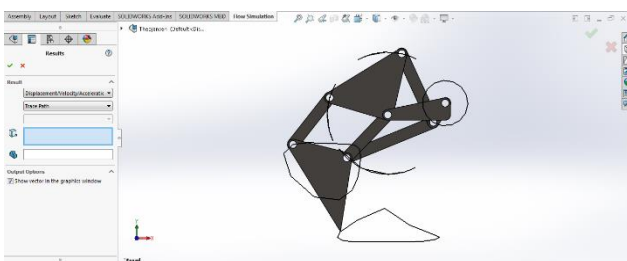 Assembly Layout Sketch Evaluate SOLIDWORKS Add-Ins SOLIDWORKS MBD Flow Simulation
Results
Result
Displacement/Velocity/Acceleratic
Trace Path
Output Options
Show vector in the graphics window
Y
X